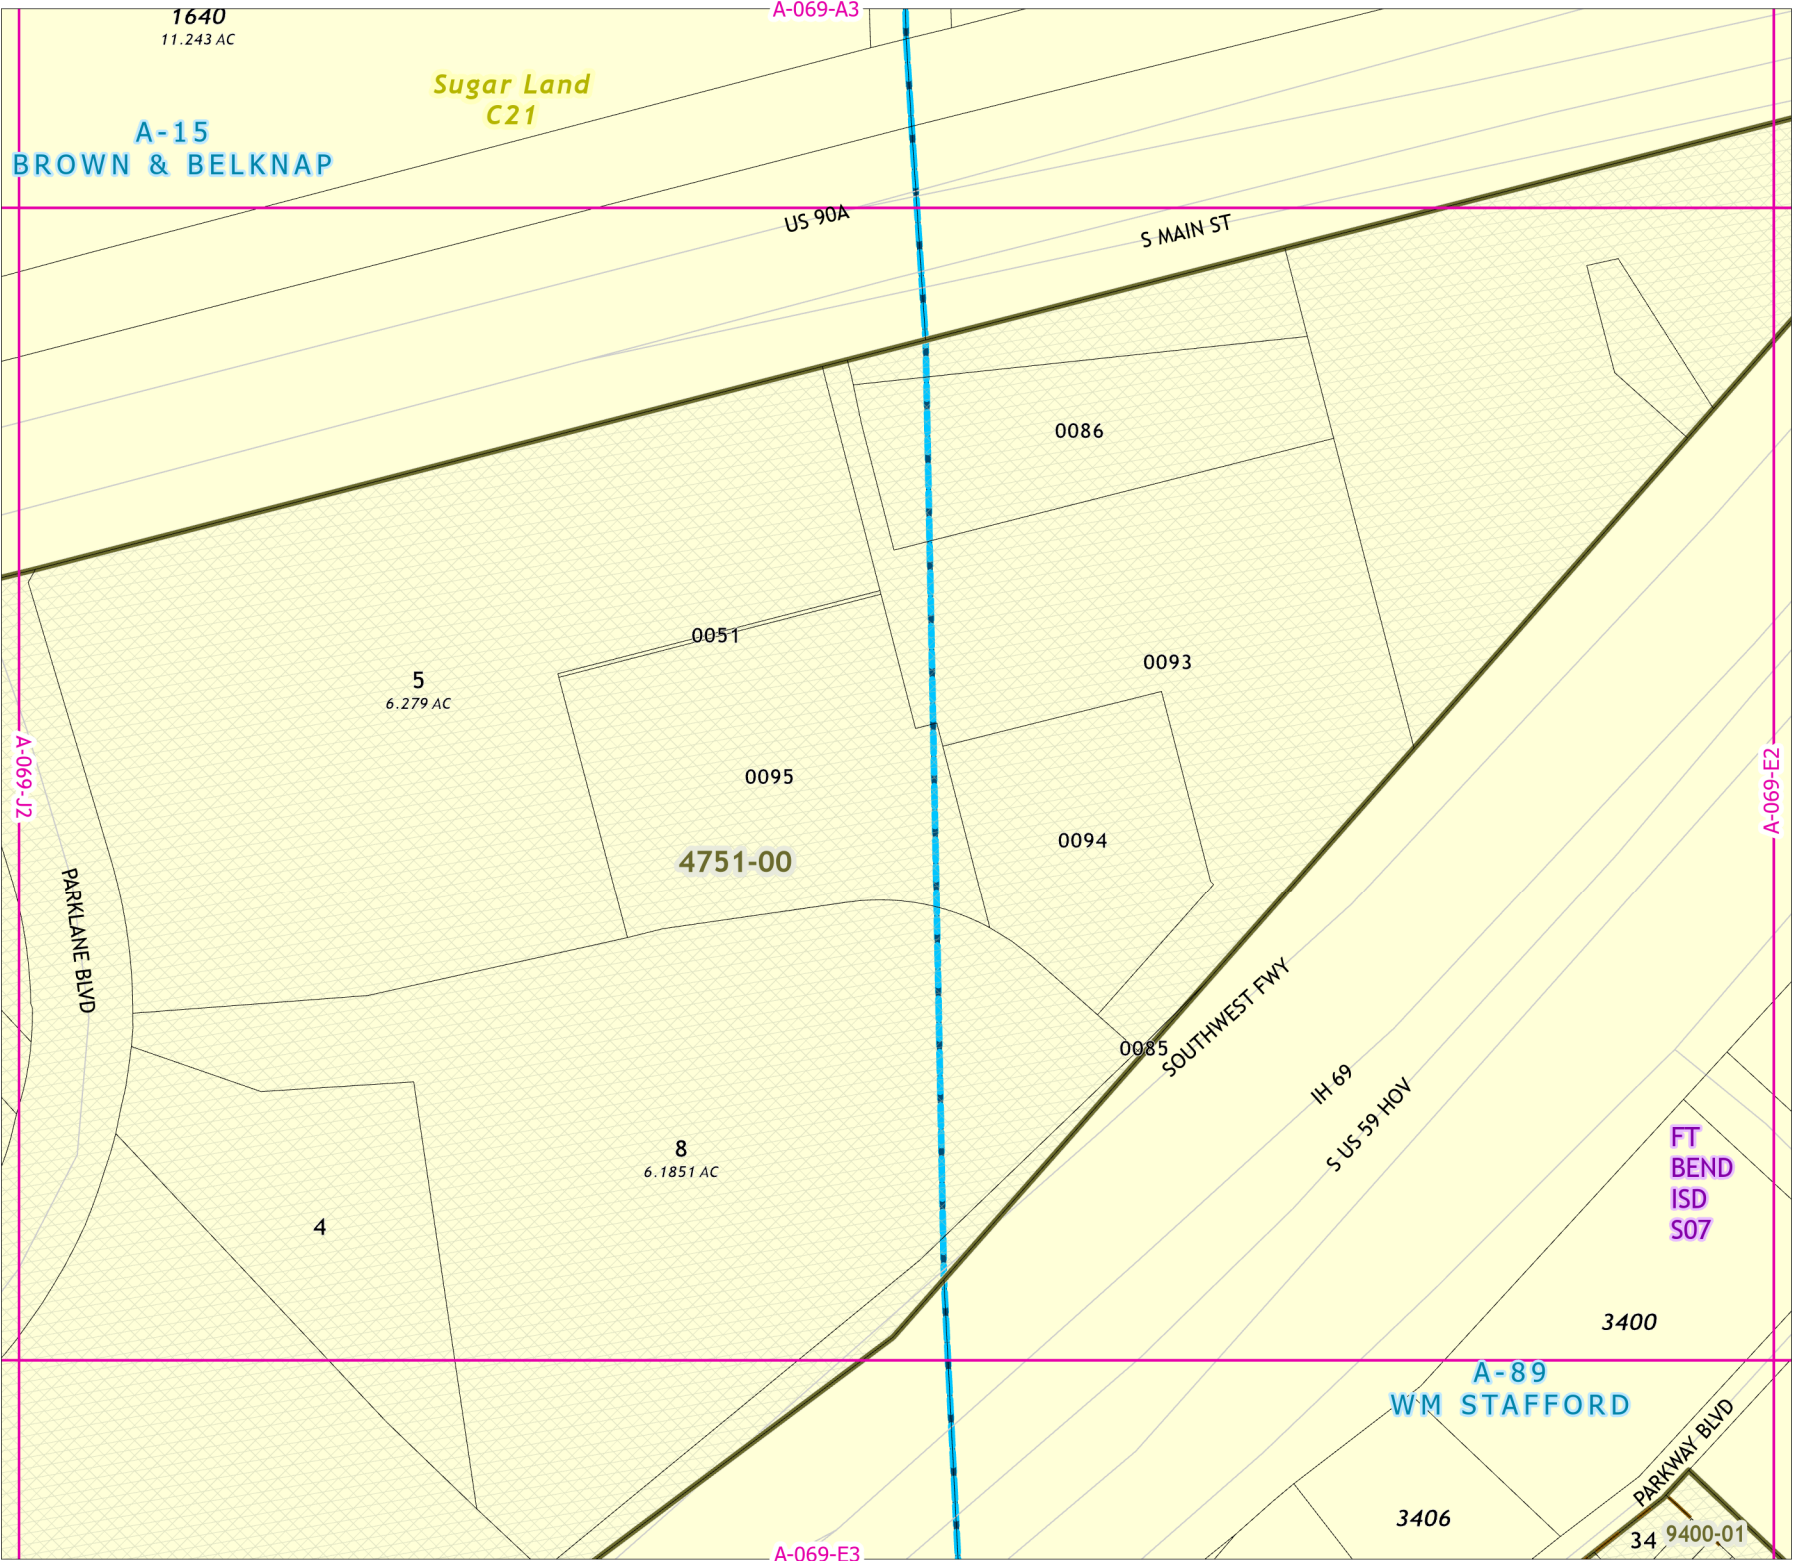 A-069-A3
1640
11.243 AC
Sugar Land
C21
A-15
BROWN & BELKNAP
US 90A
S MAIN ST
0086
0051
0093
5
6.279 AC
A-069-J2
A-069-E2
0095
0094
4751-00
PARKLANE BLVD
SOUTHWEST FWY
0085
IH 69
S US 59 HOV
8
6.1851 AC
FT
BEND
ISD
S07
4
3400
A-89
WM STAFFORD
PARKWAY BLVD
3406
34
9400-01
A-069-E3